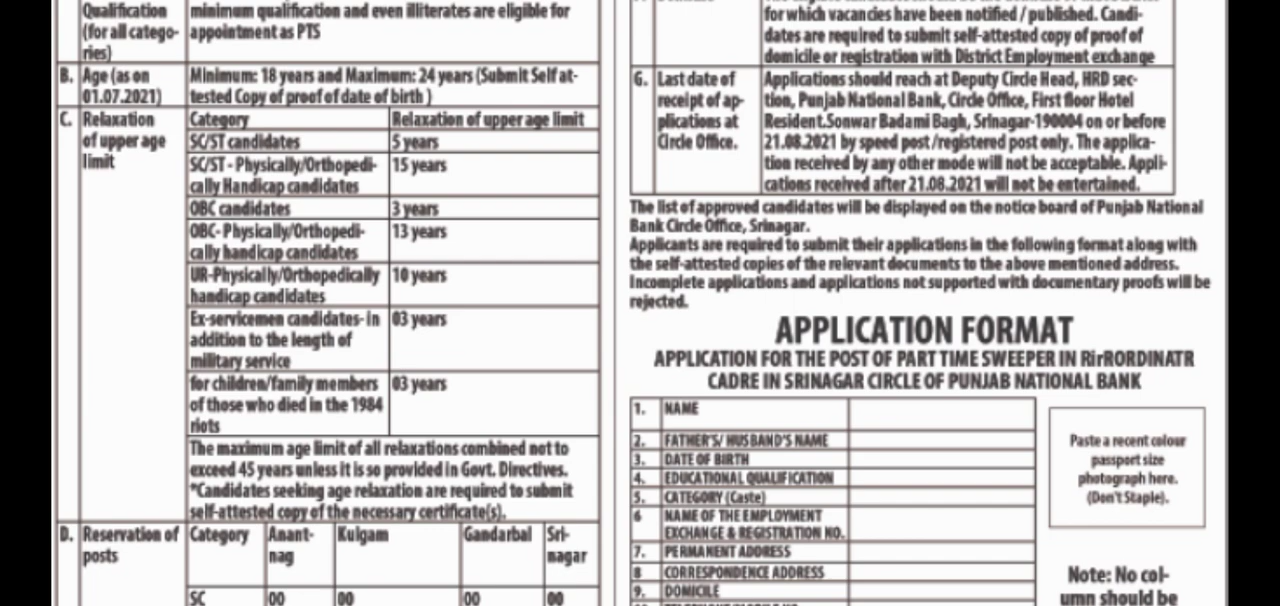 Qualification
(for all catego-
ries)
minimum qualification and even illiterates are eligible for
appointment as PTS
B. Age (as on
01.07.2021)
Minimum: 18 years and Maximum: 24 years (Submit Self at-
tested Copy of proof of date of birth )
C. Relaxation
of upper age
limit
Category Relaxation of upper age limit
SC/ST candidates 5 years
SC/ST - Physically/Orthopedi- 15 years
cally Handicap candidates
OBC candidates 3 years
OBC- Physically/Orthopedi- 13 years
cally handicap candidates
UR-Physically/Orthopedically 10 years
handicap candidates
Ex-servicemen candidates- in 03 years
addition to the length of
military service
for children/family members 03 years
of those who died in the 1984
riots
The maximum age limit of all relaxations combined not to
exceed 45 years unless it is so provided in Govt. Directives.
*Candidates seeking age relaxation are required to submit
self-attested copy of the necessary certificate(s).
D. Reservation of
posts
Category Anant- Kulgam Gandarbal Sri-
nag nagar
SC 00 00 00 00
for which vacancies have been notified / published. Candi-
dates are required to submit self-attested copy of proof of
domicile or registration with District Employment exchange
G. Last date of
receipt of ap-
plications at
Circle Office.
Applications should reach at Deputy Circle Head, HRD sec-
tion, Punjab National Bank, Circle Office, First floor Hotel
Resident.Sonwar Badami Bagh, Srinagar-190004 on or before
21.08.2021 by speed post /registered post only. The applica-
tion received by any other mode will not be acceptable. Appli-
cations received after 21.08.2021 will not be entertained.
The list of approved candidates will be displayed on the notice board of Punjab National
Bank Circle Office, Srinagar.
Applicants are required to submit their applications in the following format along with
the self-attested copies of the relevant documents to the above mentioned address.
Incomplete applications and applications not supported with documentary proofs will be
rejected.
APPLICATION FORMAT
APPLICATION FOR THE POST OF PART TIME SWEEPER IN RirRORDINATR
CADRE IN SRINAGAR CIRCLE OF PUNJAB NATIONAL BANK
1. NAME
2. FATHER'S/ HUSBAND'S NAME
3. DATE OF BIRTH
4. EDUCATIONAL QUALIFICATION
5. CATEGORY (Caste)
6 NAME OF THE EMPLOYMENT
EXCHANGE & REGISTRATION NO.
7. PERMANENT ADDRESS
8 CORRESPONDENCE ADDRESS
9. DOMICILE
Paste a recent colour
passport size
photograph here.
(Don't Staple).
Note: No col-
umn should be